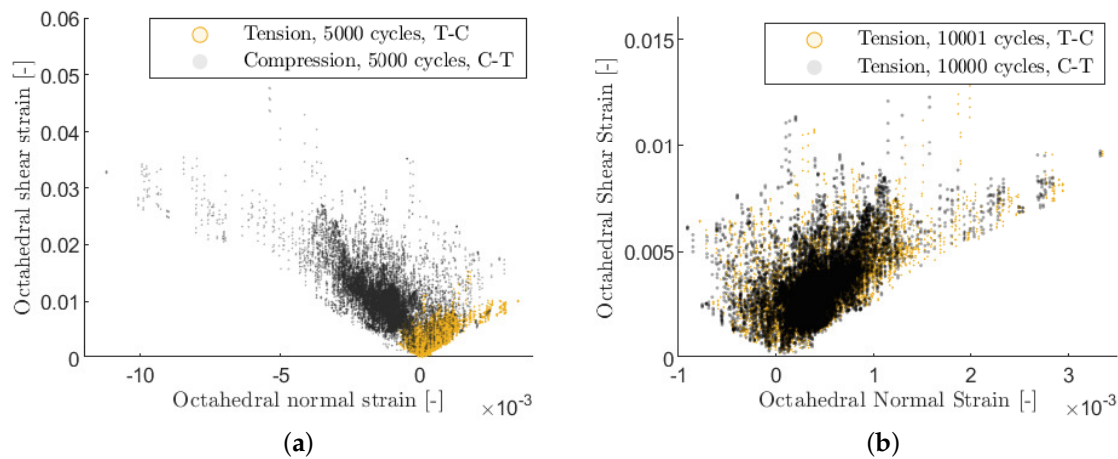 0.06
0.05
0.04
0.03
0.02
0.01
0
Octahedral shear strain [-]
Tension, 5000 cycles, T-C
Compression, 5000 cycles, C-T
-10
-5
0
×10⁻³
Octahedral normal strain [-]
(a)
0.015
0.01
0.005
0
Octahedral Shear Strain [-]
Tension, 10001 cycles, T-C
Tension, 10000 cycles, C-T
-1
0
1
2
3
×10⁻³
Octahedral Normal Strain [-]
(b)